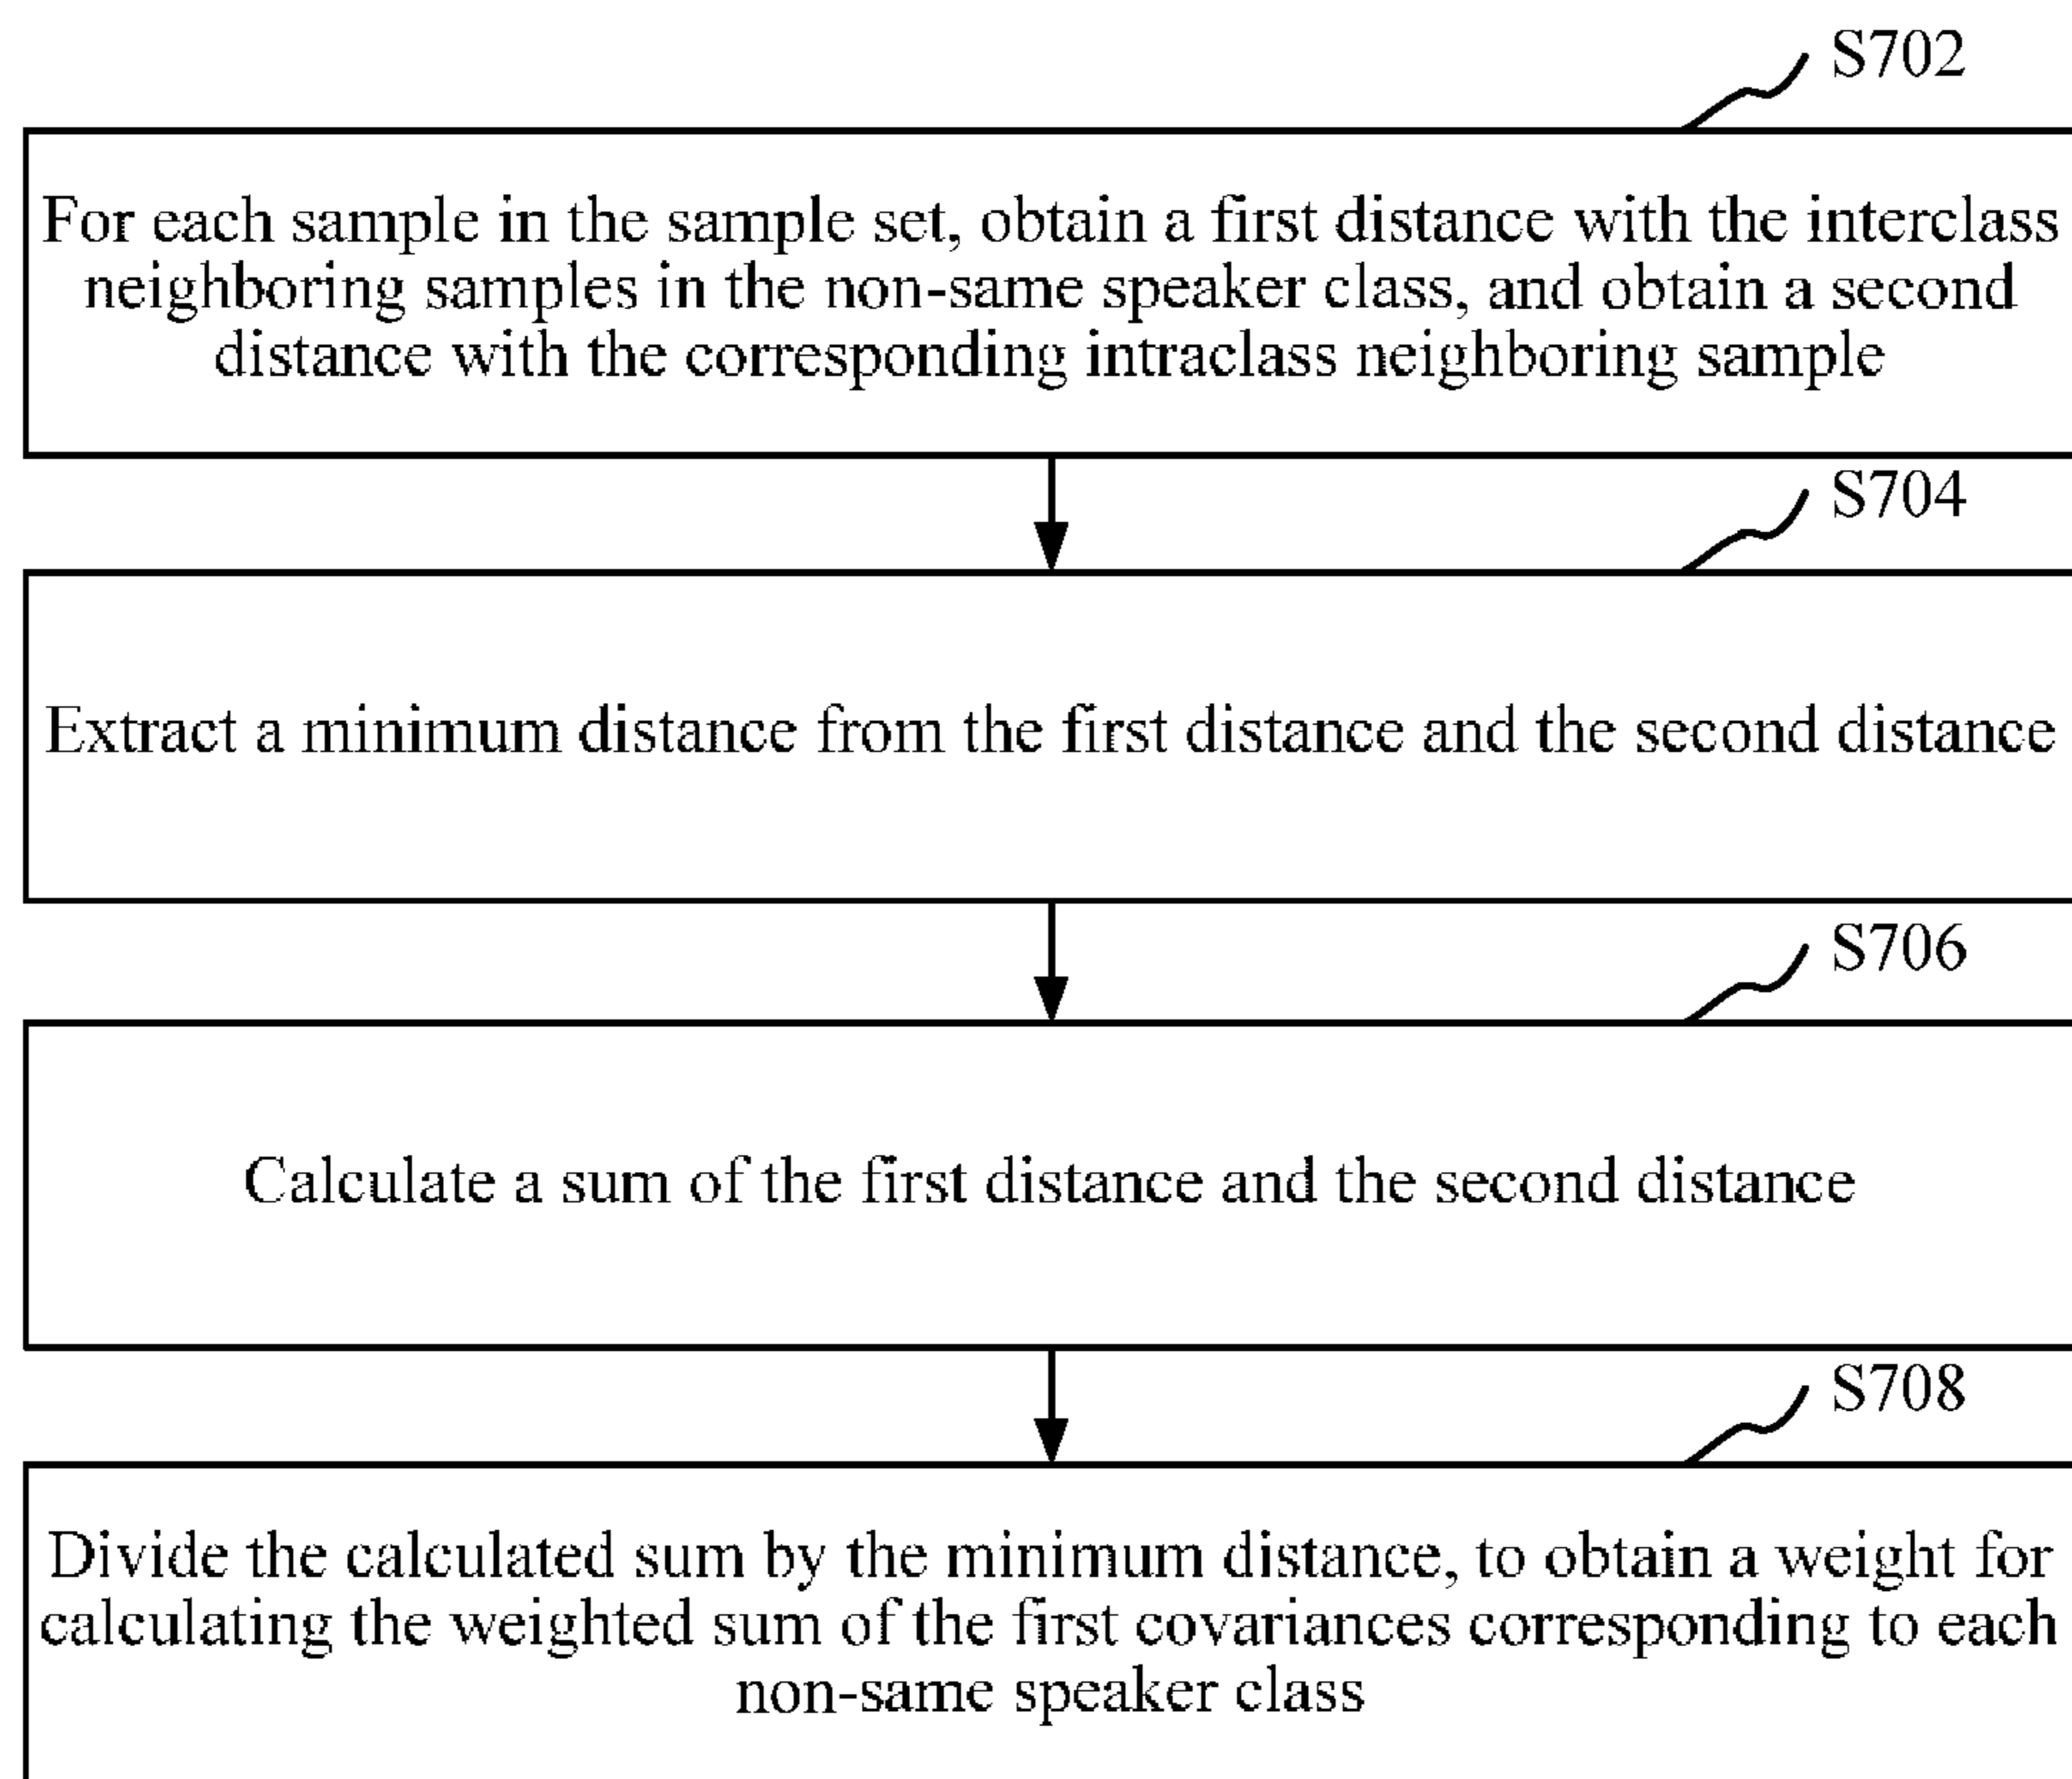 S702
For each sample in the sample set, obtain a first distance with the interclass
neighboring samples in the non-same speaker class, and obtain a second
distance with the corresponding intraclass neighboring sample
S704
Extract a minimum distance from the first distance and the second distance
S706
Calculate a sum of the first distance and the second distance
S708
Divide the calculated sum by the minimum distance, to obtain a weight for
calculating the weighted sum of the first covariances corresponding to each
non-same speaker class